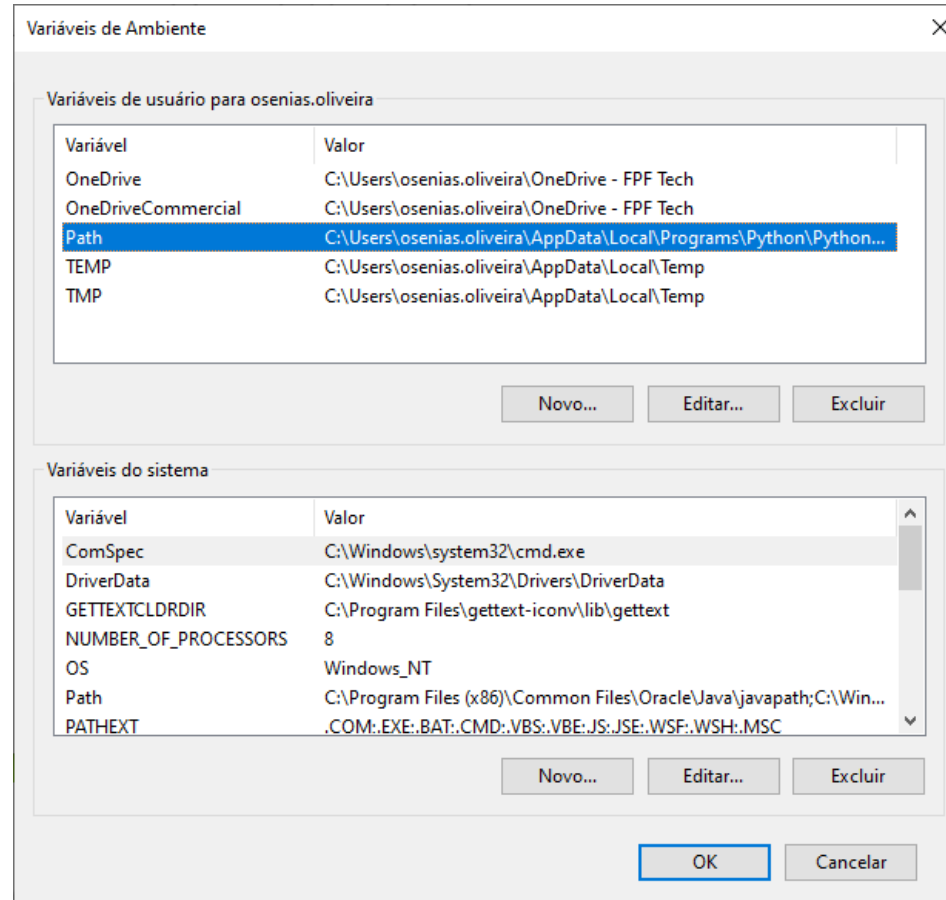 Variáveis de Ambiente
Variáveis de usuário para osenias.oliveira
Variável Valor
OneDrive C:\Users\osenias.oliveira\OneDrive - FPF Tech
OneDriveCommercial C:\Users\osenias.oliveira\OneDrive - FPF Tech
Path C:\Users\osenias.oliveira\AppData\Local\Programs\Python\Python...
TEMP C:\Users\osenias.oliveira\AppData\Local\Temp
TMP C:\Users\osenias.oliveira\AppData\Local\Temp
Novo... Editar... Excluir
Variáveis do sistema
Variável Valor
ComSpec C:\Windows\system32\cmd.exe
DriverData C:\Windows\System32\Drivers\DriverData
GETTEXTCLDRDIR C:\Program Files\gettext-iconv\lib\gettext
NUMBER_OF_PROCESSORS 8
OS Windows_NT
Path C:\Program Files (x86)\Common Files\Oracle\Java\javapath;C:\Win...
PATHEXT .COM;.EXE;.BAT;.CMD;.VBS;.VBE;.JS;.JSE;.WSF;.WSH;.MSC
Novo... Editar... Excluir
OK Cancelar